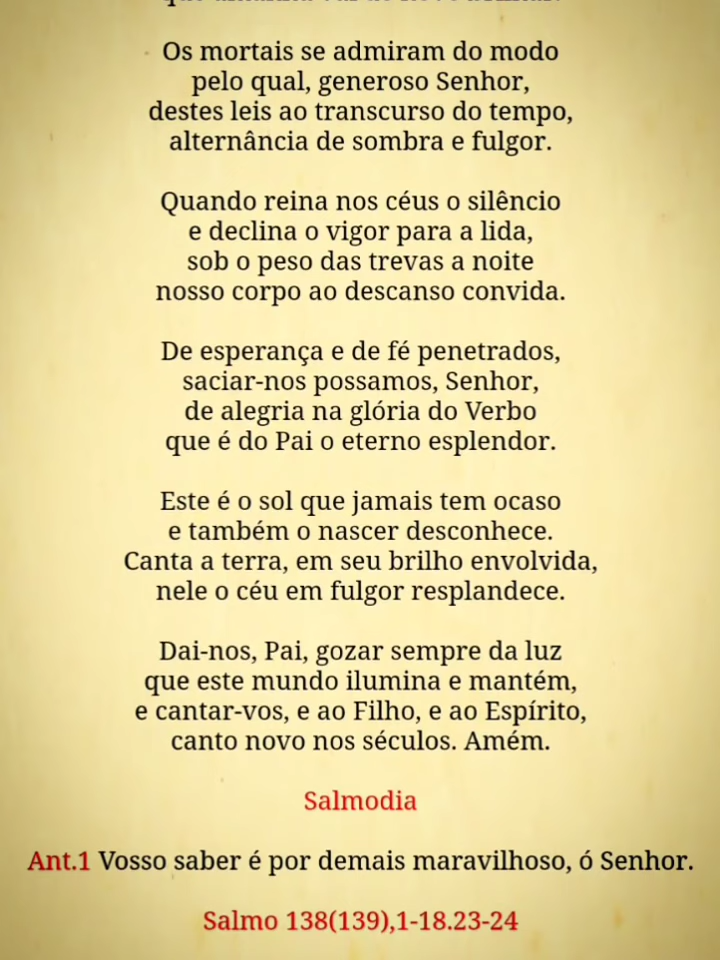 Os mortais se admiram do modo
pelo qual, generoso Senhor,
destes leis ao transcurso do tempo,
alternância de sombra e fulgor.
Quando reina nos céus o silêncio
e declina o vigor para a lida,
sob o peso das trevas a noite
nosso corpo ao descanso convida.
De esperança e de fé penetrados,
saciar-nos possamos, Senhor,
de alegria na glória do Verbo
que é do Pai o eterno esplendor.
Este é o sol que jamais tem ocaso
e também o nascer desconhece.
Canta a terra, em seu brilho envolvida,
nele o céu em fulgor resplandece.
Dai-nos, Pai, gozar sempre da luz
que este mundo ilumina e mantém,
e cantar-vos, e ao Filho, e ao Espírito,
canto novo nos séculos. Amém.
Salmodia
Ant.1 Vosso saber é por demais maravilhoso, ó Senhor.
Salmo 138(139),1-18.23-24